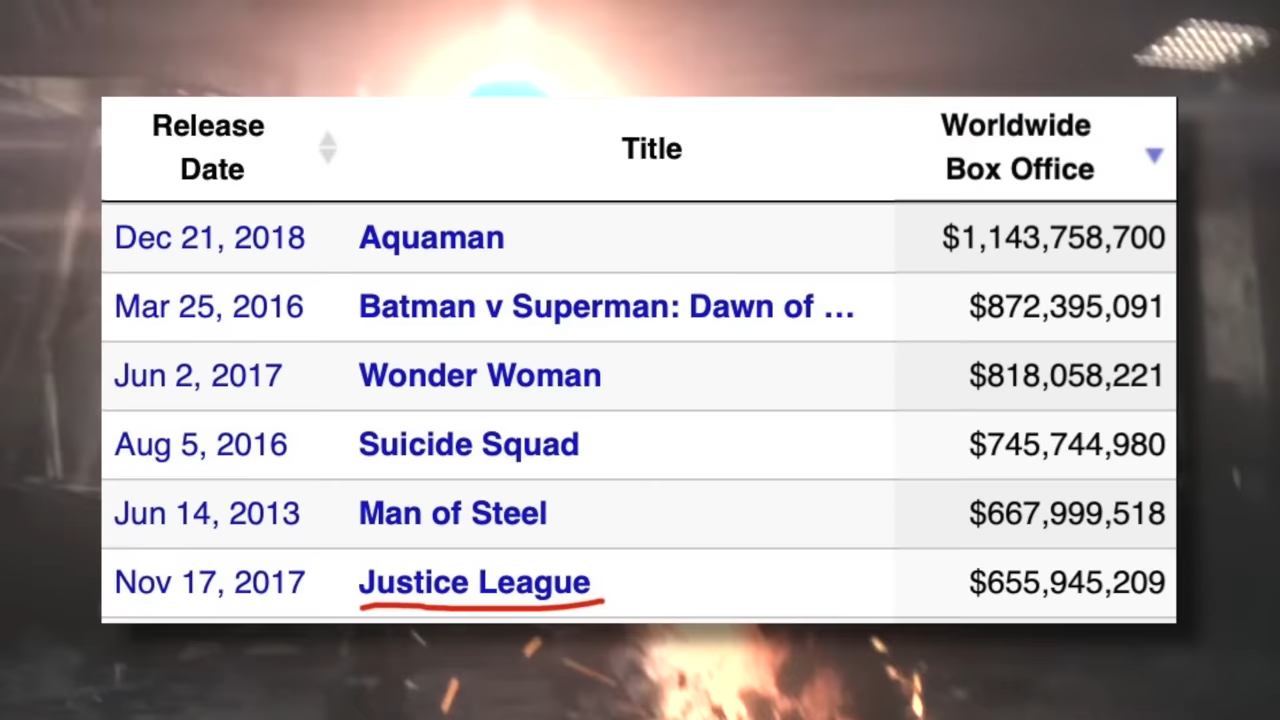 Release Date Title Worldwide Box Office
Dec 21, 2018 Aquaman $1,143,758,700
Mar 25, 2016 Batman v Superman: Dawn of ... $872,395,091
Jun 2, 2017 Wonder Woman $818,058,221
Aug 5, 2016 Suicide Squad $745,744,980
Jun 14, 2013 Man of Steel $667,999,518
Nov 17, 2017 Justice League $655,945,209